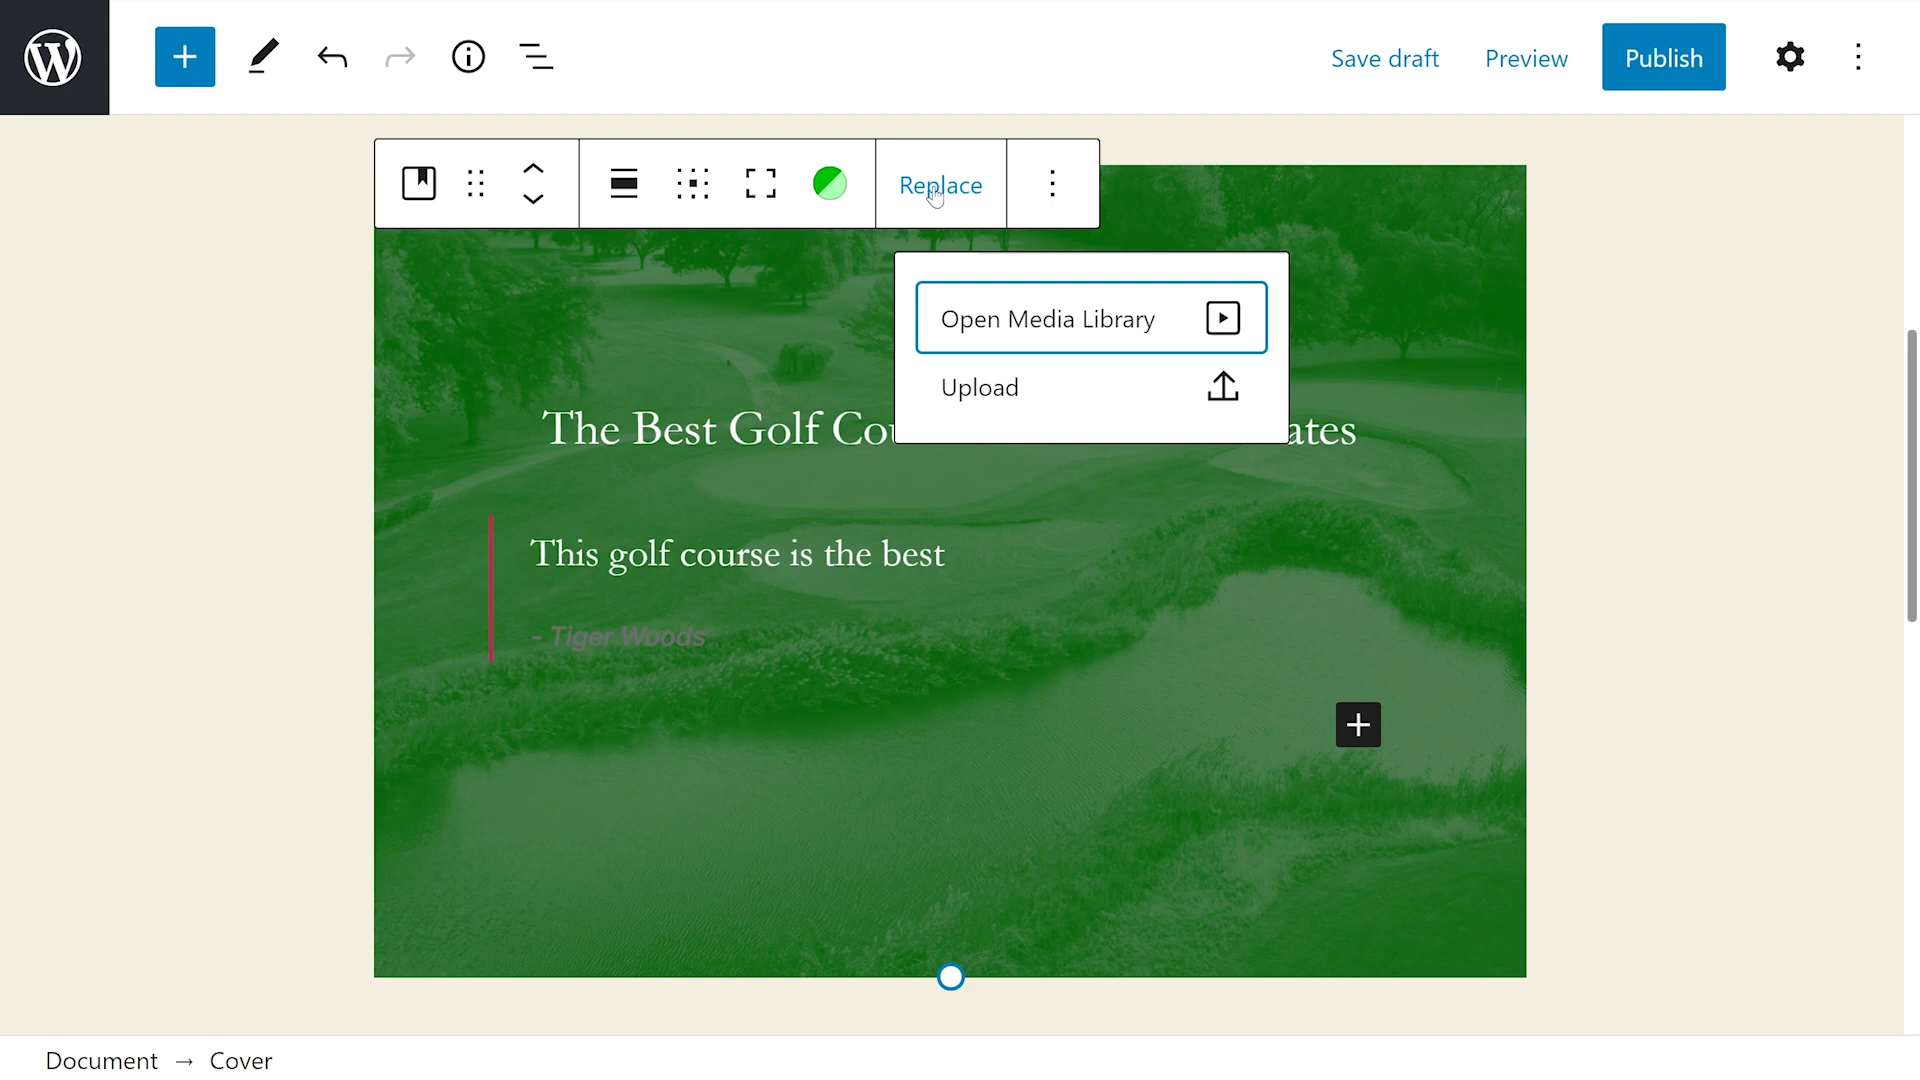 Save draft
Preview
Publish
Replace
Open Media Library
Upload
The Best Golf Cou
ates
This golf course is the best
- Tiger Woods
Document → Cover